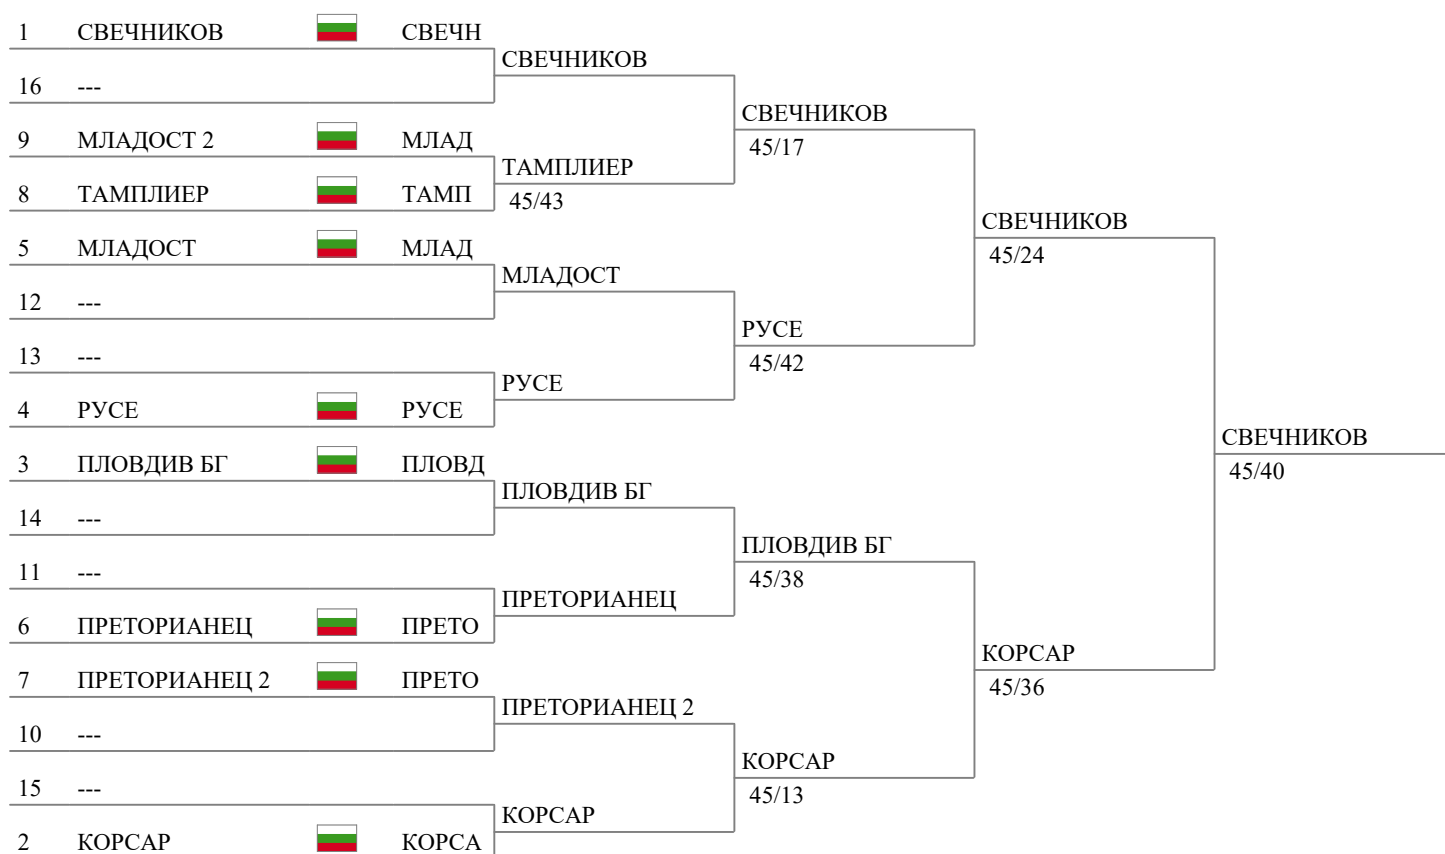 1 СВЕЧНИКОВ СВЕЧН
СВЕЧНИКОВ
16 ---
СВЕЧНИКОВ
45/17
9 МЛАДОСТ 2 МЛАД
ТАМПЛИЕР
45/43
8 ТАМПЛИЕР ТАМП
СВЕЧНИКОВ
45/24
5 МЛАДОСТ МЛАД
МЛАДОСТ
12 ---
РУСЕ
45/42
13 ---
РУСЕ
4 РУСЕ РУСЕ
СВЕЧНИКОВ
45/40
3 ПЛОВДИВ БГ ПЛОВД
ПЛОВДИВ БГ
14 ---
ПЛОВДИВ БГ
45/38
11 ---
ПРЕТОРИАНЕЦ
6 ПРЕТОРИАНЕЦ ПРЕТО
КОРСАР
45/36
7 ПРЕТОРИАНЕЦ 2 ПРЕТО
ПРЕТОРИАНЕЦ 2
10 ---
КОРСАР
45/13
15 ---
КОРСАР
2 КОРСАР КОРСА